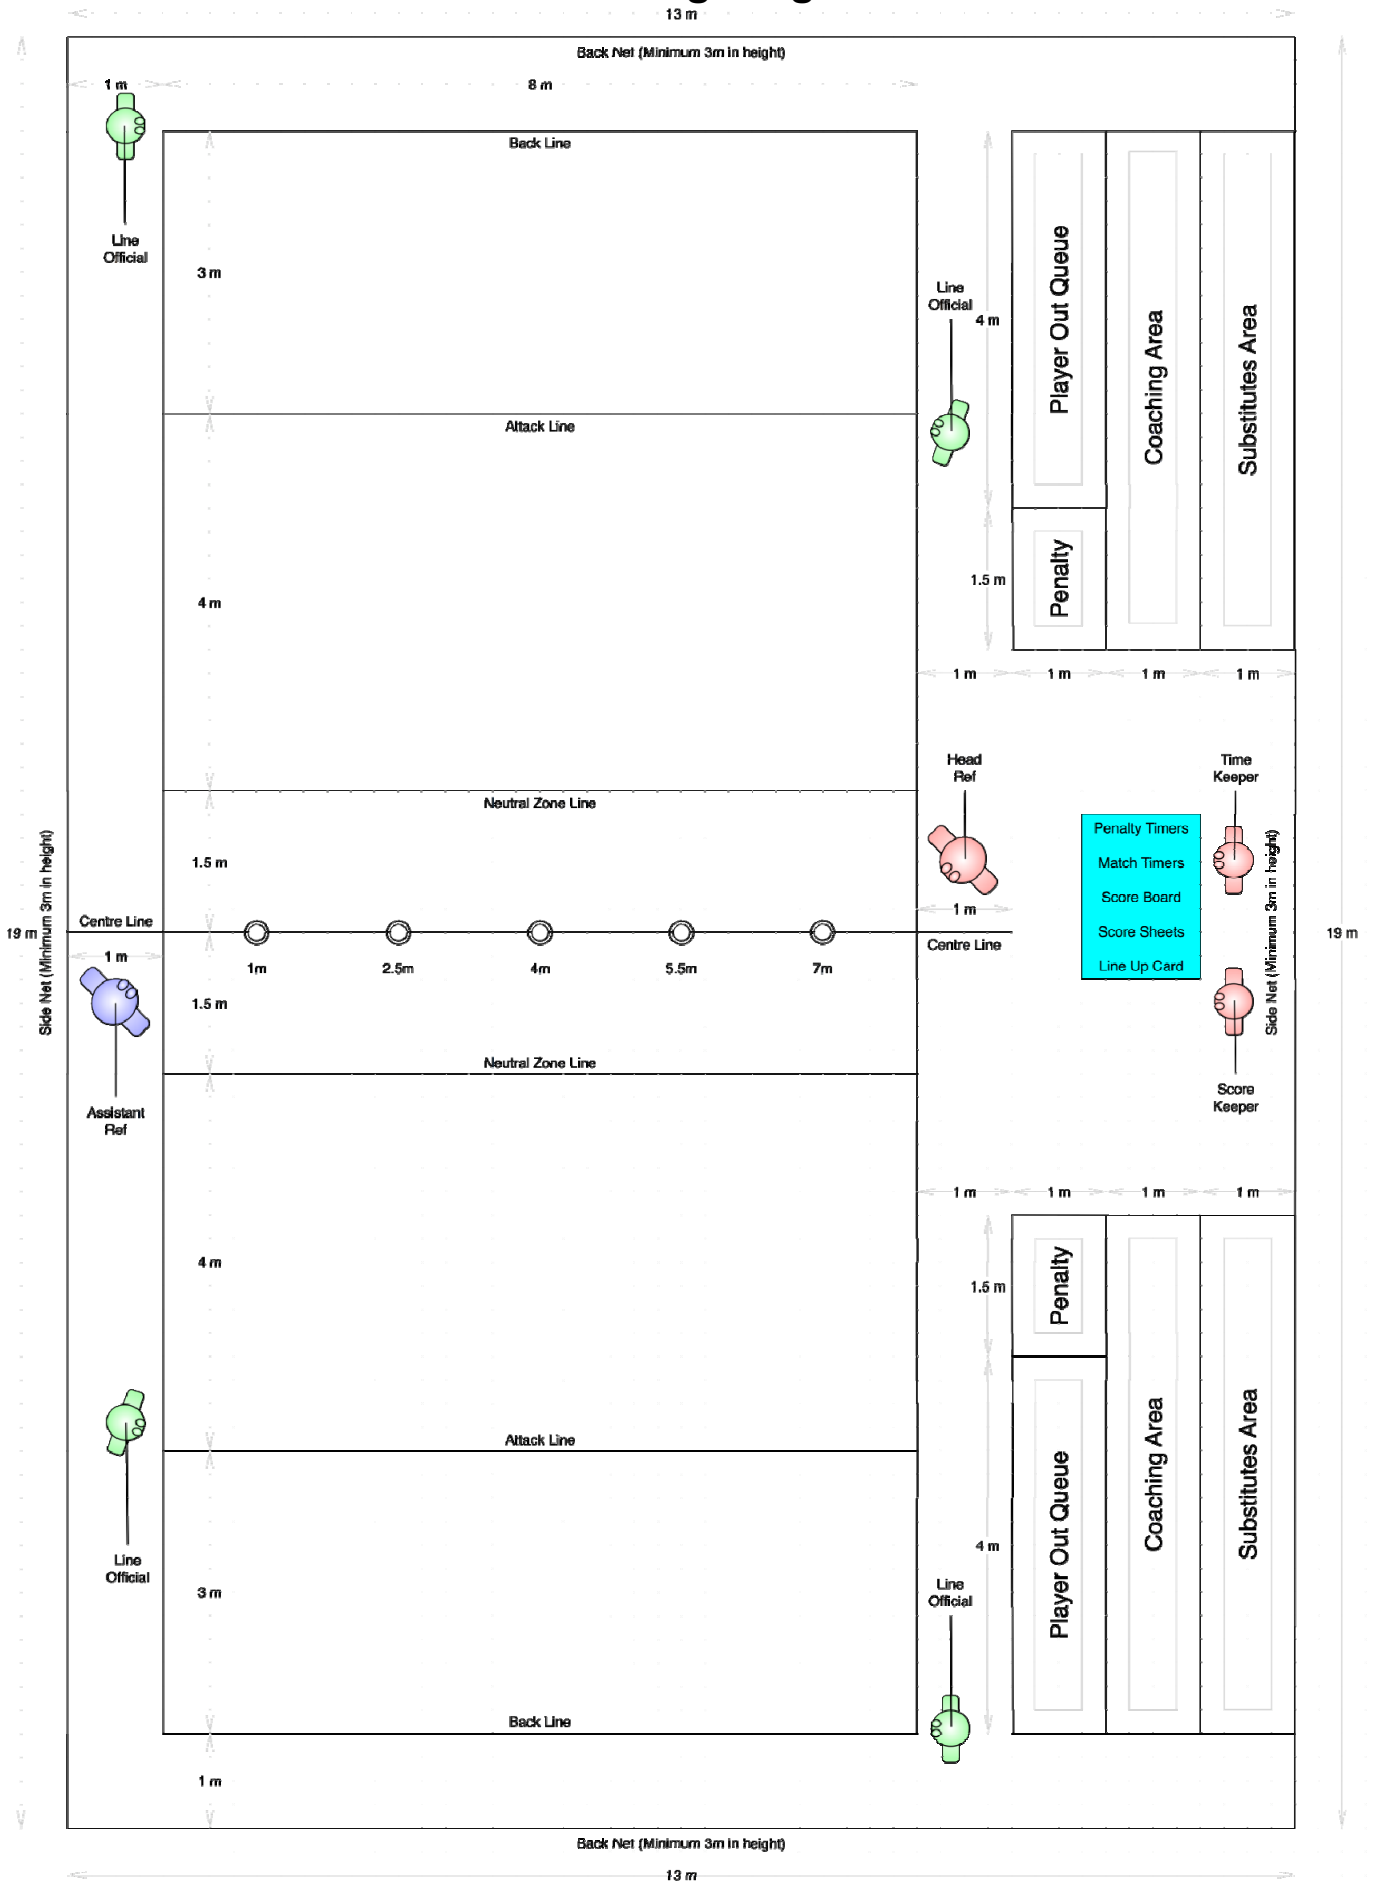 13 m
Back Net (Minimum 3m in height)
1 m
8 m
Back Line
Line
Official
3 m
Line
Official
4 m
Player Out Queue
Coaching Area
Substitutes Area
Attack Line
4 m
1.5 m
Penalty
1 m
1 m
1 m
1 m
Head
Ref
Time
Keeper
Neutral Zone Line
1.5 m
Penalty Timers
Match Timers
Score Board
Score Sheets
Line Up Card
Side Net (Minimum 3m in height)
Side Net (Minimum 3m in height)
1 m
Centre Line
19 m
19 m
Centre Line
1 m
1m
2.5m
4m
5.5m
7m
1.5 m
Neutral Zone Line
Assistant
Ref
Score
Keeper
1 m
1 m
1 m
1 m
4 m
1.5 m
Penalty
Attack Line
Player Out Queue
Coaching Area
Substitutes Area
4 m
Line
Official
3 m
Line
Official
Back Line
1 m
Back Net (Minimum 3m in height)
13 m